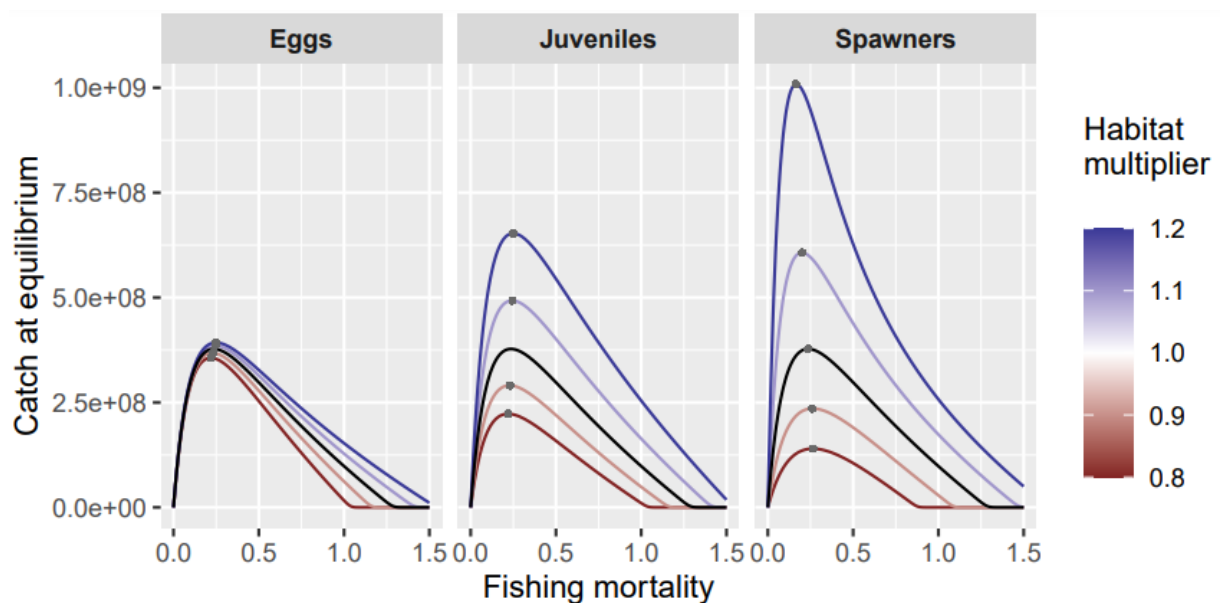 Eggs Juveniles Spawners
Catch at equilibrium
1.0e+09
7.5e+08
5.0e+08
2.5e+08
0.0e+00
0.0 0.5 1.0 1.5 0.0 0.5 1.0 1.5 0.0 0.5 1.0 1.5
Fishing mortality
Habitat
multiplier
1.2
1.1
1.0
0.9
0.8